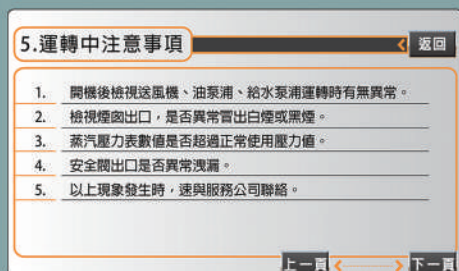 5.運轉中注意事項
返回
1. 開機後檢視送風機、油泵浦、給水泵浦運轉時有無異常。
2. 檢視煙囪出口，是否異常冒出白煙或黑煙。
3. 蒸汽壓力表數值是否超過正常使用壓力值。
4. 安全閥出口是否異常洩漏。
5. 以上現象發生時，速與服務公司聯絡。
上一頁
下一頁